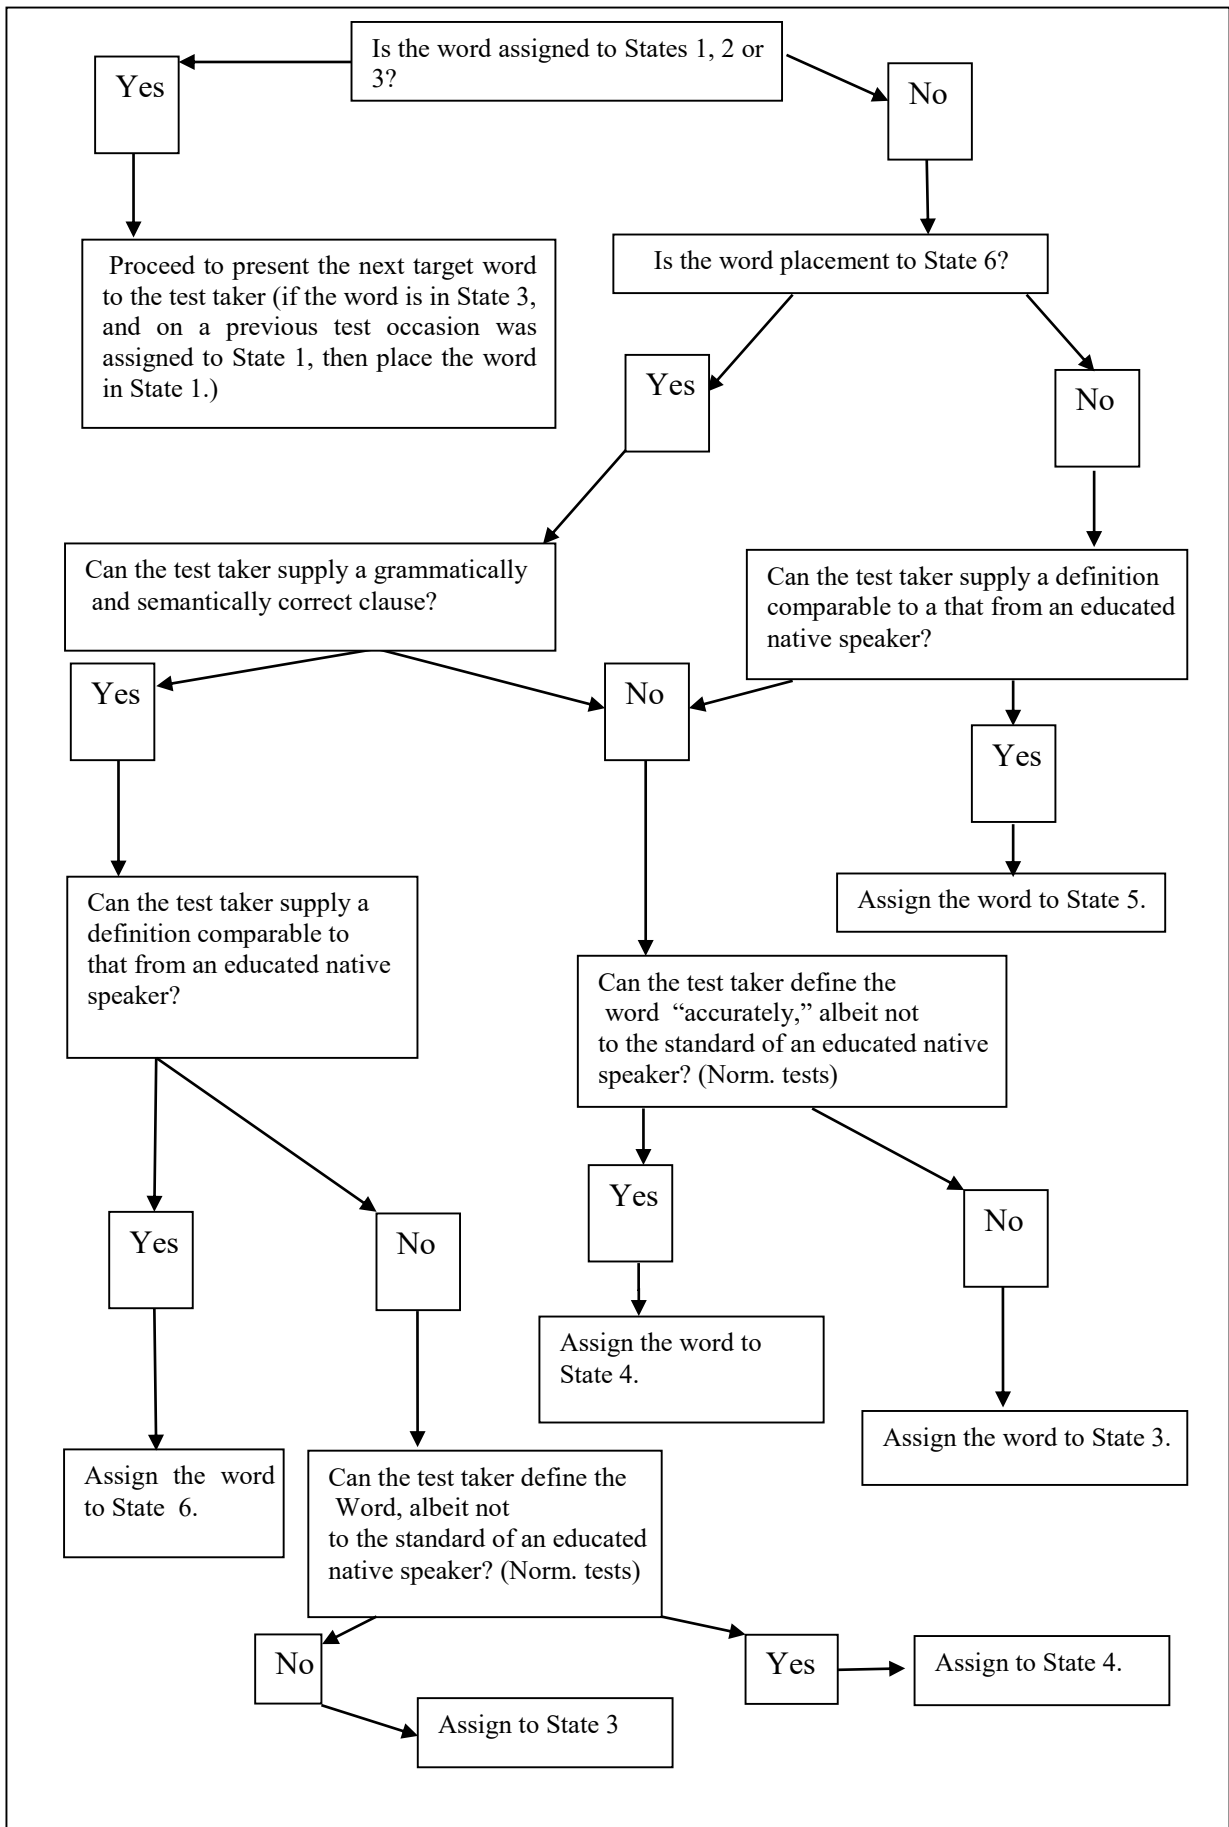 Is the word assigned to States 1, 2 or
3?
Yes
No
Proceed to present the next target word
to the test taker (if the word is in State 3,
and on a previous test occasion was
assigned to State 1, then place the word
in State 1.)
Is the word placement to State 6?
Yes
No
Can the test taker supply a grammatically
and semantically correct clause?
Can the test taker supply a definition
comparable to a that from an educated
native speaker?
Yes
No
Yes
Assign the word to State 5.
Can the test taker supply a
definition comparable to
that from an educated native
speaker?
Can the test taker define the
word “accurately,” albeit not
to the standard of an educated native
speaker? (Norm. tests)
Yes
No
Yes
No
Assign the word to
State 4.
Assign the word to State 3.
Assign the word
to State 6.
Can the test taker define the
Word, albeit not
to the standard of an educated
native speaker? (Norm. tests)
No
Yes
Assign to State 4.
Assign to State 3